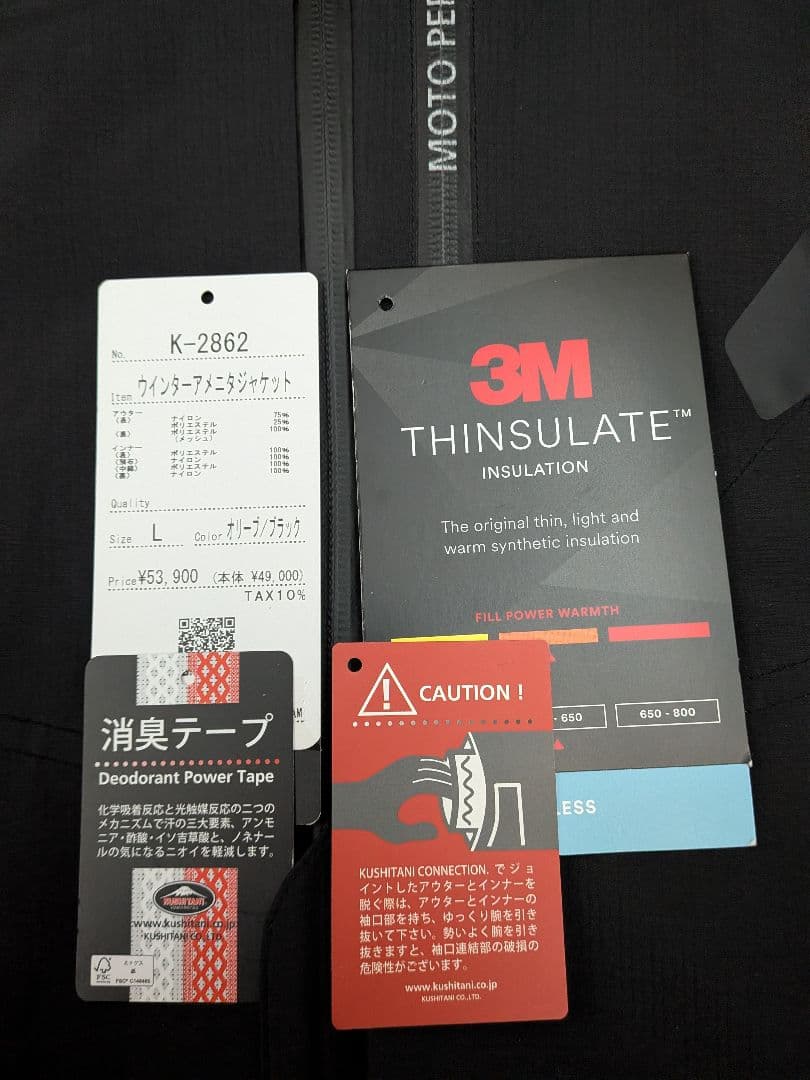 MOTO PE
No. K-2862
Item ウインターアメニタジャケット
アウター
(表) ナイロン 75%
ポリエステル 25%
(裏) ポリエステル 100%
(メッシュ)
インナー
(表) ポリエステル 100%
ナイロン 100%
(中綿) ポリエステル 100%
(裏) ナイロン 100%
Quality
Size L Color オリーブ/ブラック
Price ¥53,900 (本体 ¥49,000)
TAX10%
3M
THINSULATE™
INSULATION
The original thin, light and
warm synthetic insulation
FILL POWER WARMTH
- 650
650 - 800
LESS
消臭テープ
Deodorant Power Tape
化学吸着反応と光触媒反応の二つの
メカニズムで汗の三大要素、アンモ
ニア・酢酸・イソ吉草酸と、ノネナー
ルの気になるニオイを軽減します。
KUSHITANI
www.kushitani.co.jp
KUSHITANI CO.,LTD.
FSC
ミックス
紙
CAUTION !
KUSHITANI CONNECTION. でジョ
イントしたアウターとインナーを
脱ぐ際は、アウターとインナーの
袖口部を持ち、ゆっくり腕を引き
抜いて下さい。勢いよく腕を引き
抜きますと、袖口連結部の破損の
危険性がございます。
www.kushitani.co.jp
KUSHITANI CO.,LTD.